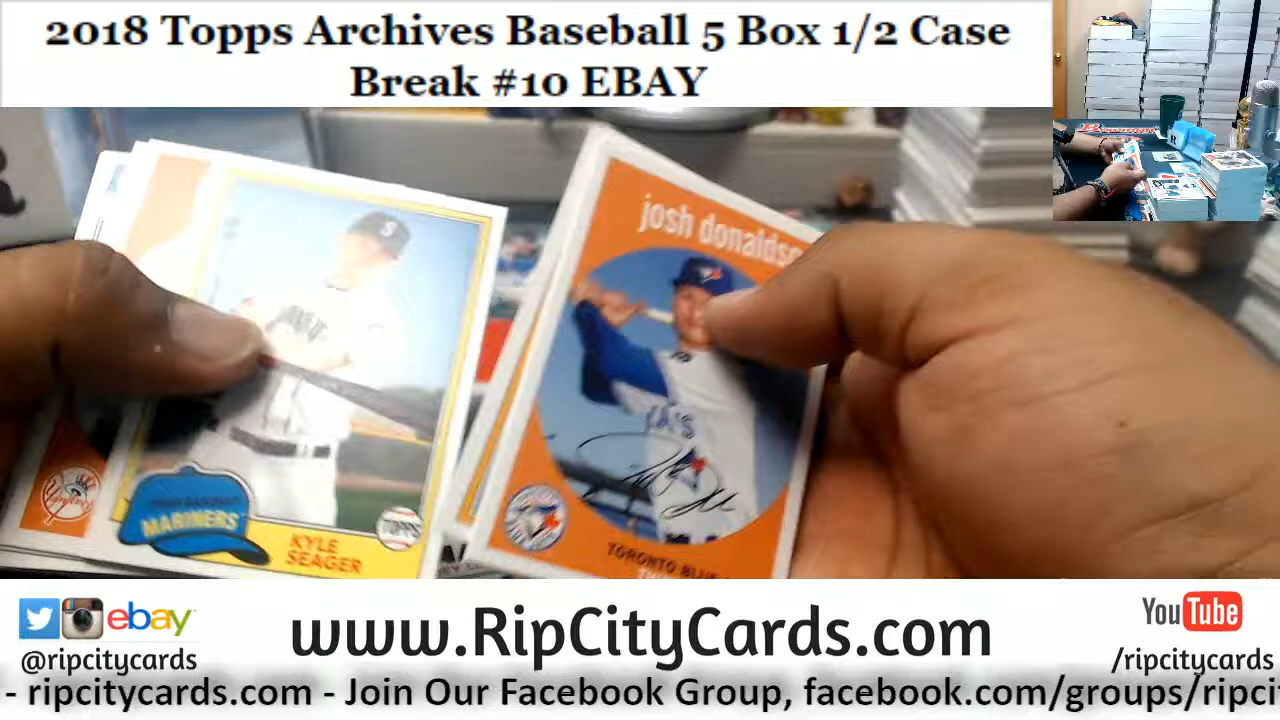 2018 Topps Archives Baseball 5 Box 1/2 Case
Break #10 EBAY
josh donaldso
S
MARINERS
KYLE
SEAGER
TOPPS
TORONTO BLUE
ebay
@ripcitycards
www.RipCityCards.com
YouTube
/ripcitycards
- ripcitycards.com - Join Our Facebook Group, facebook.com/groups/ripci